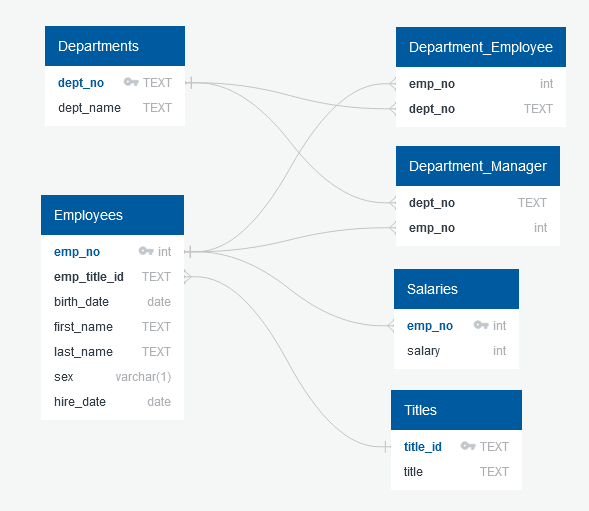 Departments
dept_no TEXT
dept_name TEXT
Employees
emp_no int
emp_title_id TEXT
birth_date date
first_name TEXT
last_name TEXT
sex varchar(1)
hire_date date
Department_Employee
emp_no int
dept_no TEXT
Department_Manager
dept_no TEXT
emp_no int
Salaries
emp_no int
salary int
Titles
title_id TEXT
title TEXT